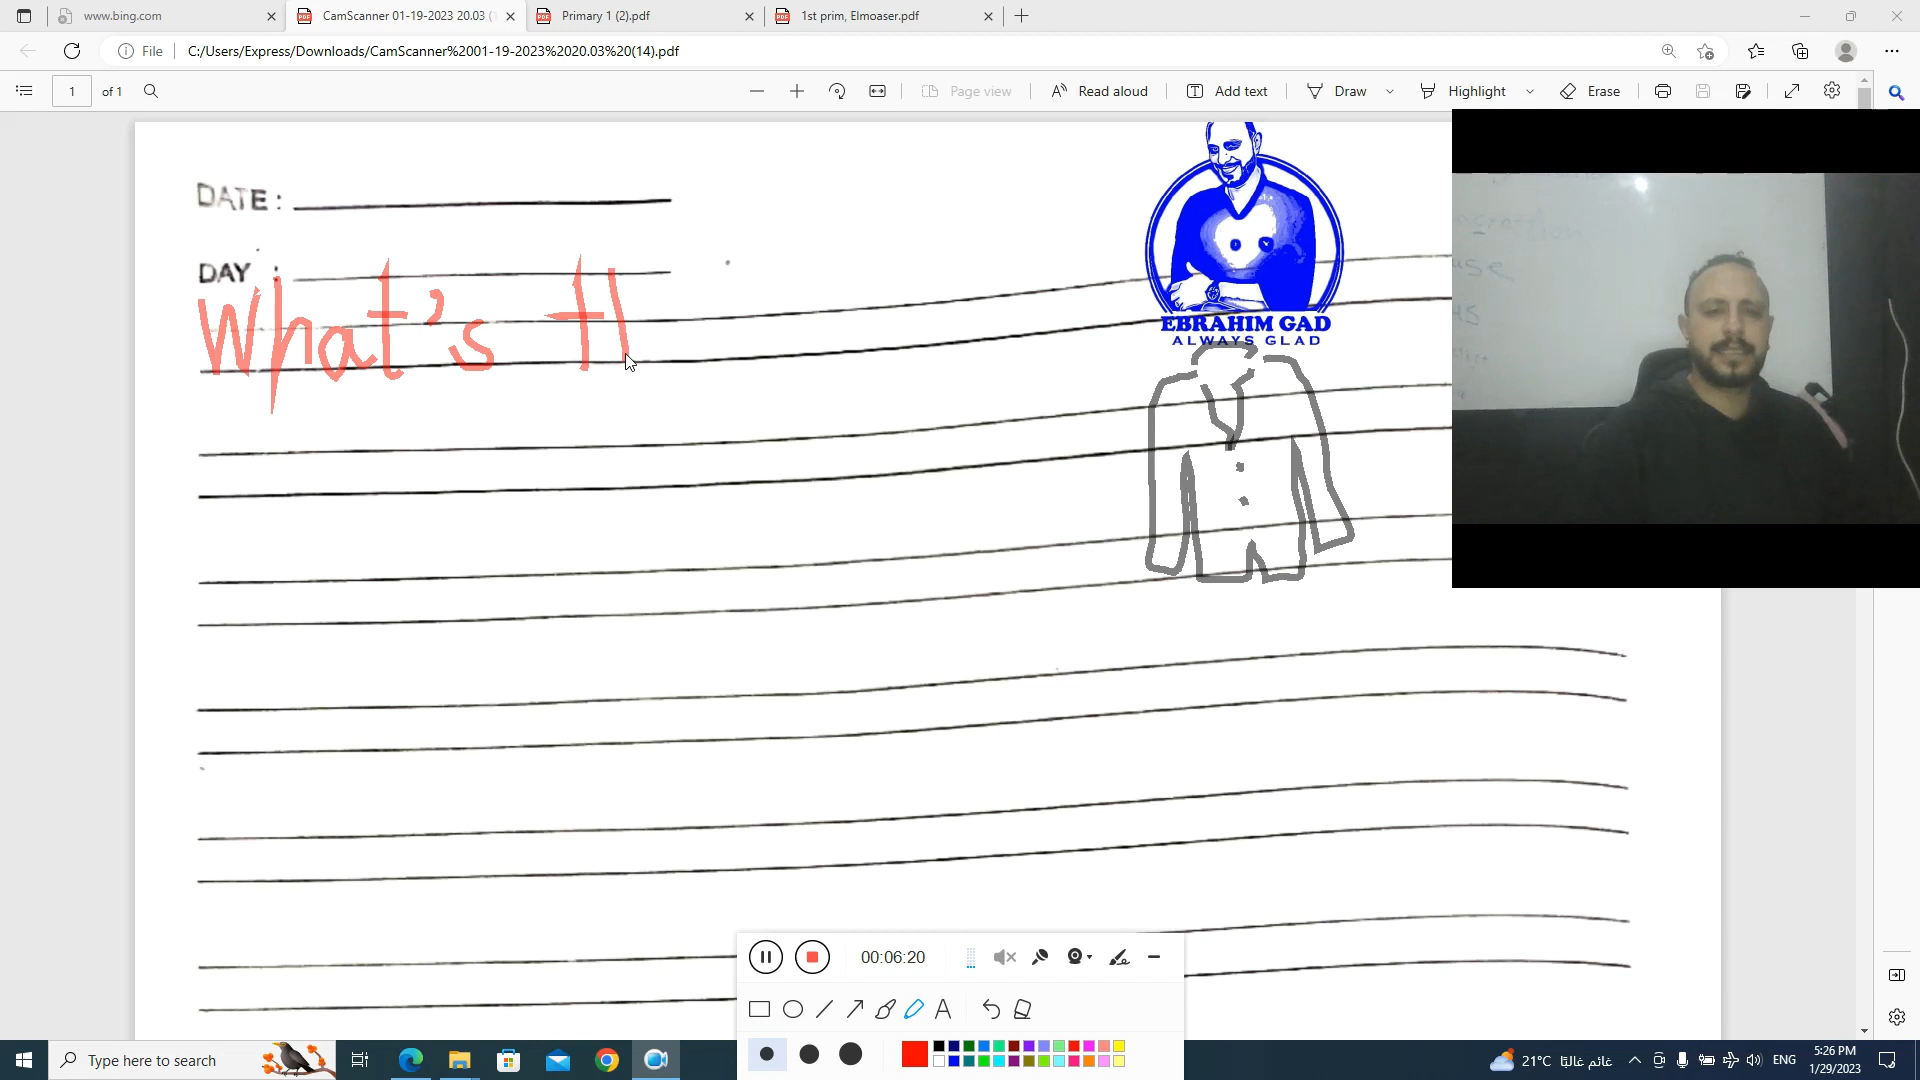 www.bing.com
CamScanner 01-19-2023 20.03 (1
Primary 1 (2).pdf
1st prim, Elmoaser.pdf
File
C:/Users/Express/Downloads/CamScanner%2001-19-2023%2020.03%20(14).pdf
1 of 1
Page view
Read aloud
Add text
Draw
Highlight
Erase
DATE :
DAY :
What's t
EBRAHIM GAD
ALWAYS GLAD
00:06:20
Type here to search
21°C غائم غالبًا
ENG
5:26 PM
1/29/2023